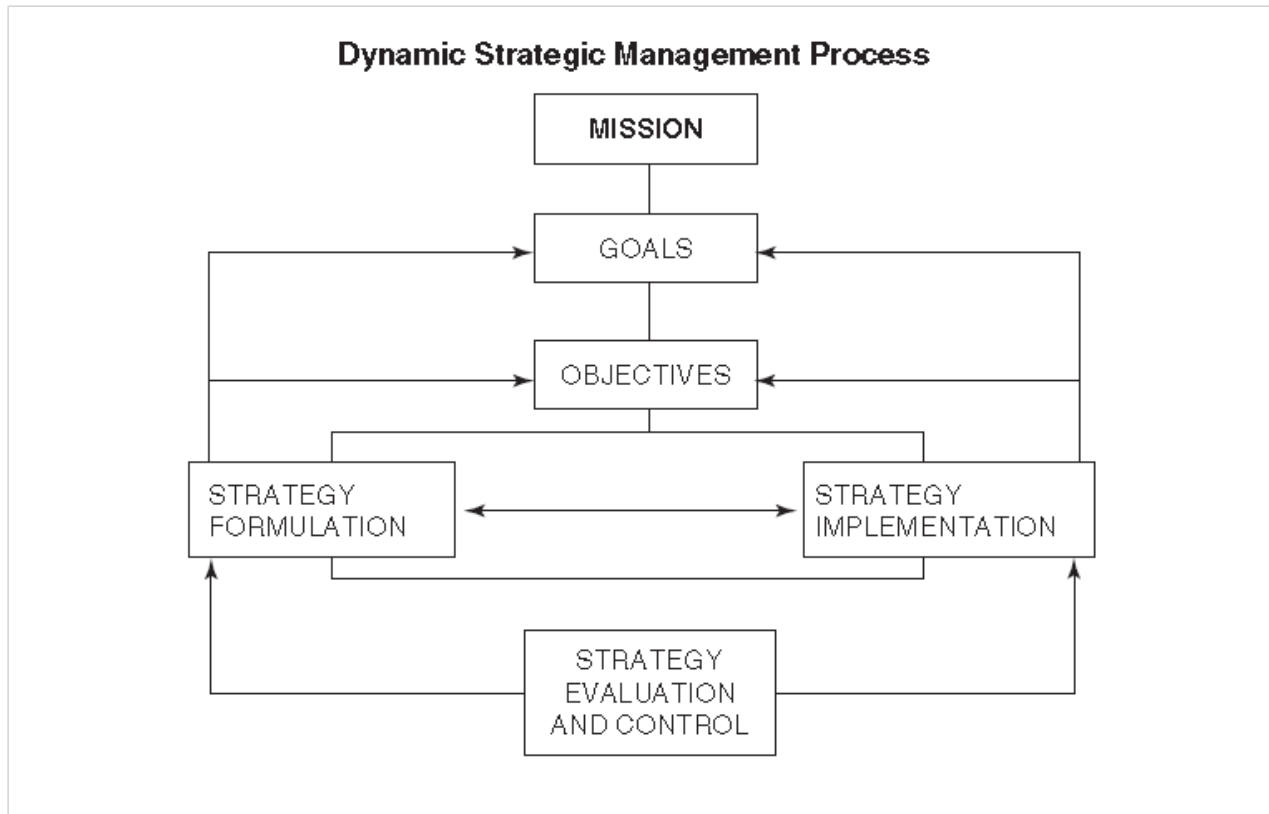 Dynamic Strategic Management Process
MISSION
GOALS
OBJECTIVES
STRATEGY
FORMULATION
STRATEGY
IMPLEMENTATION
STRATEGY
EVALUATION
AND CONTROL